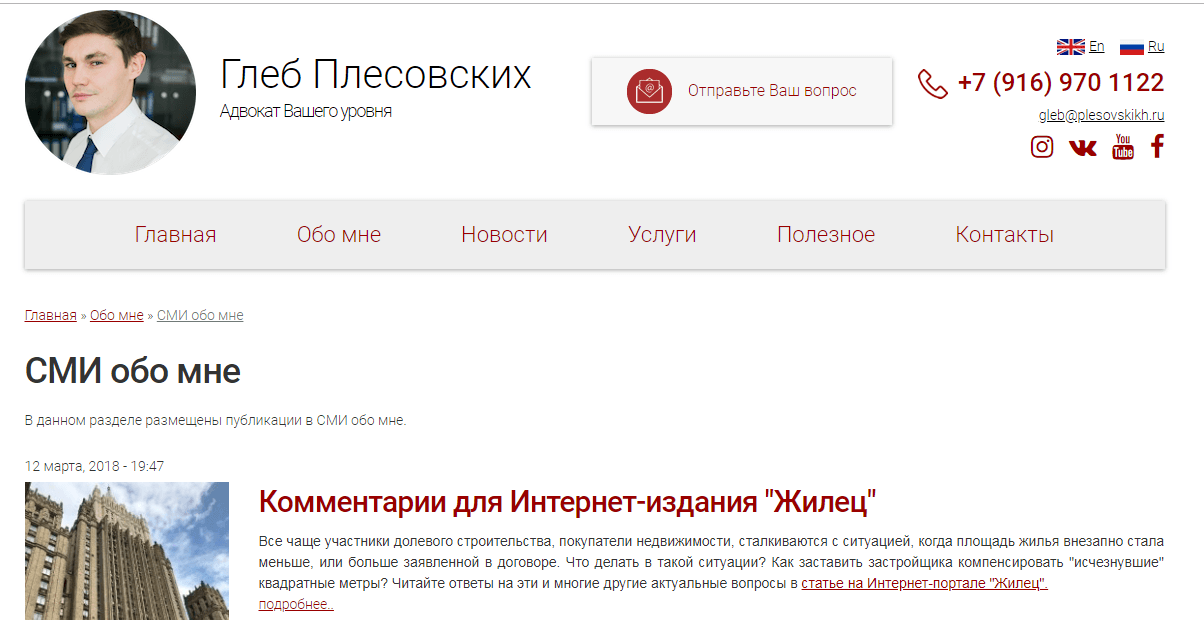 Глеб Плесовских
Адвокат Вашего уровня
Отправьте Ваш вопрос
En Ru
+7 (916) 970 1122
gleb@plesovskikh.ru
You
Tube
Главная Обо мне Новости Услуги Полезное Контакты
Главная » Обо мне » СМИ обо мне
СМИ обо мне
В данном разделе размещены публикации в СМИ обо мне.
12 марта, 2018 - 19:47
Комментарии для Интернет-издания "Жилец"
Все чаще участники долевого строительства, покупатели недвижимости, сталкиваются с ситуацией, когда площадь жилья внезапно стала
меньше, или больше заявленной в договоре. Что делать в такой ситуации? Как заставить застройщика компенсировать "исчезнувшие"
квадратные метры? Читайте ответы на эти и многие другие актуальные вопросы в статье на Интернет-портале "Жилец".
подробнее..